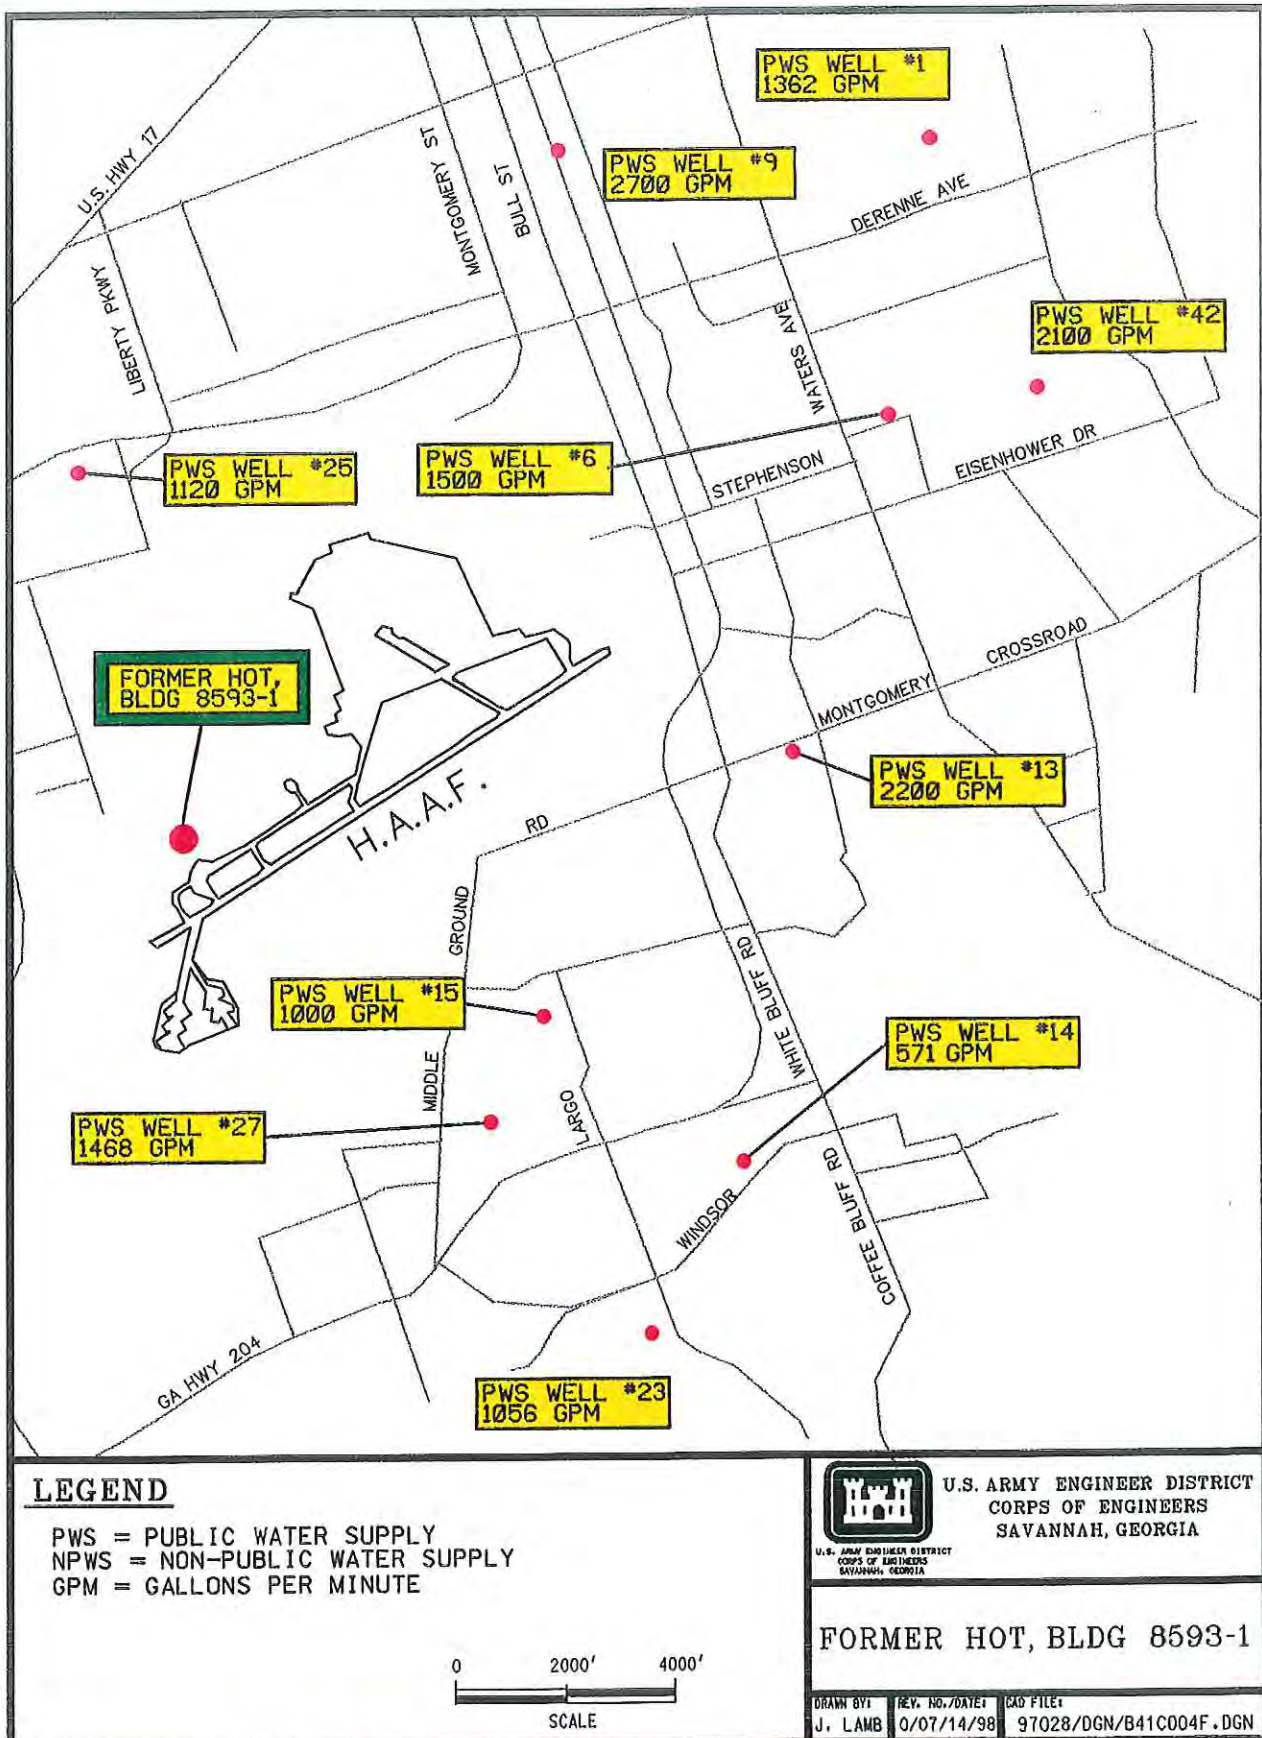 PWS WELL #1
1362 GPM
U.S. HWY 17
MONTGOMERY ST
BULL ST
PWS WELL #9
2700 GPM
DERENNE AVE
LIBERTY PKWY
WATERS AVE
PWS WELL #42
2100 GPM
PWS WELL #25
1120 GPM
PWS WELL #6
1500 GPM
STEPHENSON
EISENHOWER DR
FORMER HOT,
BLDG 8593-1
MONTGOMERY
CROSSROAD
RD
H.A.A.F.
PWS WELL #13
2200 GPM
GROUND
MIDDLE
PWS WELL #15
1000 GPM
WHITE BLUFF RD
PWS WELL #14
571 GPM
PWS WELL #27
1468 GPM
LARGO
WINDSOR
COFFEE BLUFF RD
GA HWY 204
PWS WELL #23
1056 GPM
LEGEND
PWS = PUBLIC WATER SUPPLY
NPWS = NON-PUBLIC WATER SUPPLY
GPM = GALLONS PER MINUTE
0 2000' 4000'
SCALE
U.S. ARMY ENGINEER DISTRICT
CORPS OF ENGINEERS
SAVANNAH, GEORGIA
U.S. ARMY ENGINEER DISTRICT
CORPS OF ENGINEERS
SAVANNAH, GEORGIA
FORMER HOT, BLDG 8593-1
DRAWN BY:
J. LAMB
REV. NO./DATE:
0/07/14/98
CAD FILE:
97028/DGN/B41C004F.DGN